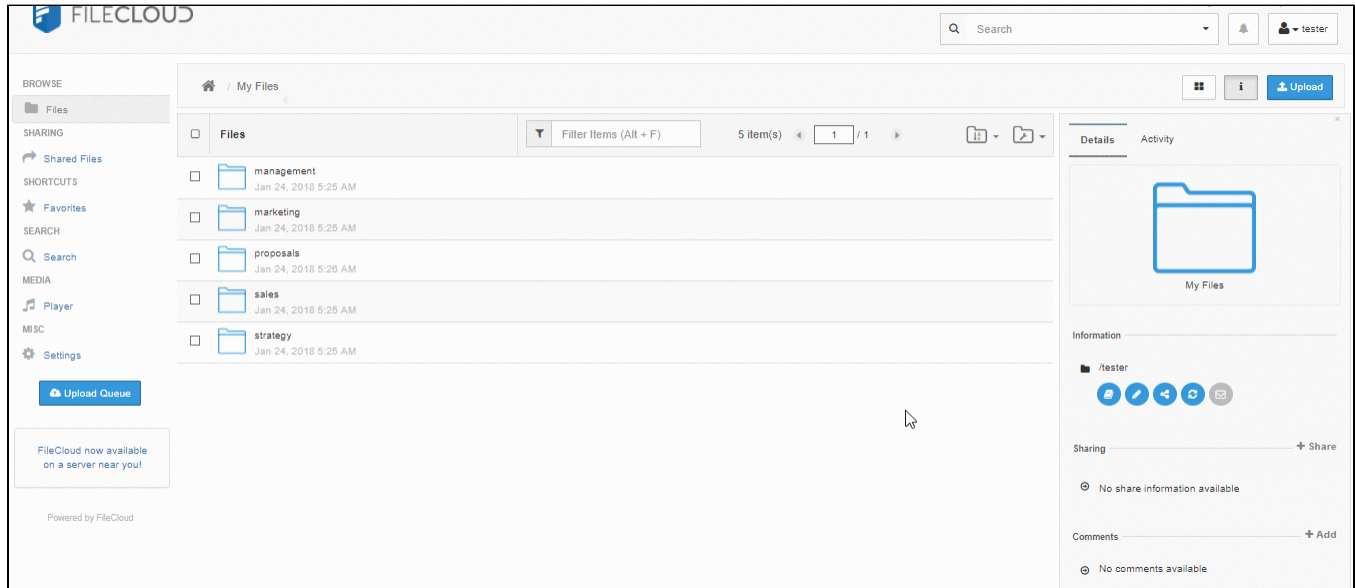 FILECLOUD
Search
tester
BROWSE
Files
SHARING
Shared Files
SHORTCUTS
Favorites
SEARCH
Search
MEDIA
Player
MISC
Settings
Upload Queue
FileCloud now available
on a server near you!
Powered by FileCloud
/ My Files
i
Upload
Files
Filter Items (Alt + F)
5 item(s)
1 / 1
management
Jan 24, 2018 5:25 AM
marketing
Jan 24, 2018 5:25 AM
proposals
Jan 24, 2018 5:26 AM
sales
Jan 24, 2018 5:25 AM
strategy
Jan 24, 2018 5:25 AM
×
Details
Activity
My Files
Information
/tester
Sharing
+ Share
No share information available
Comments
+ Add
No comments available